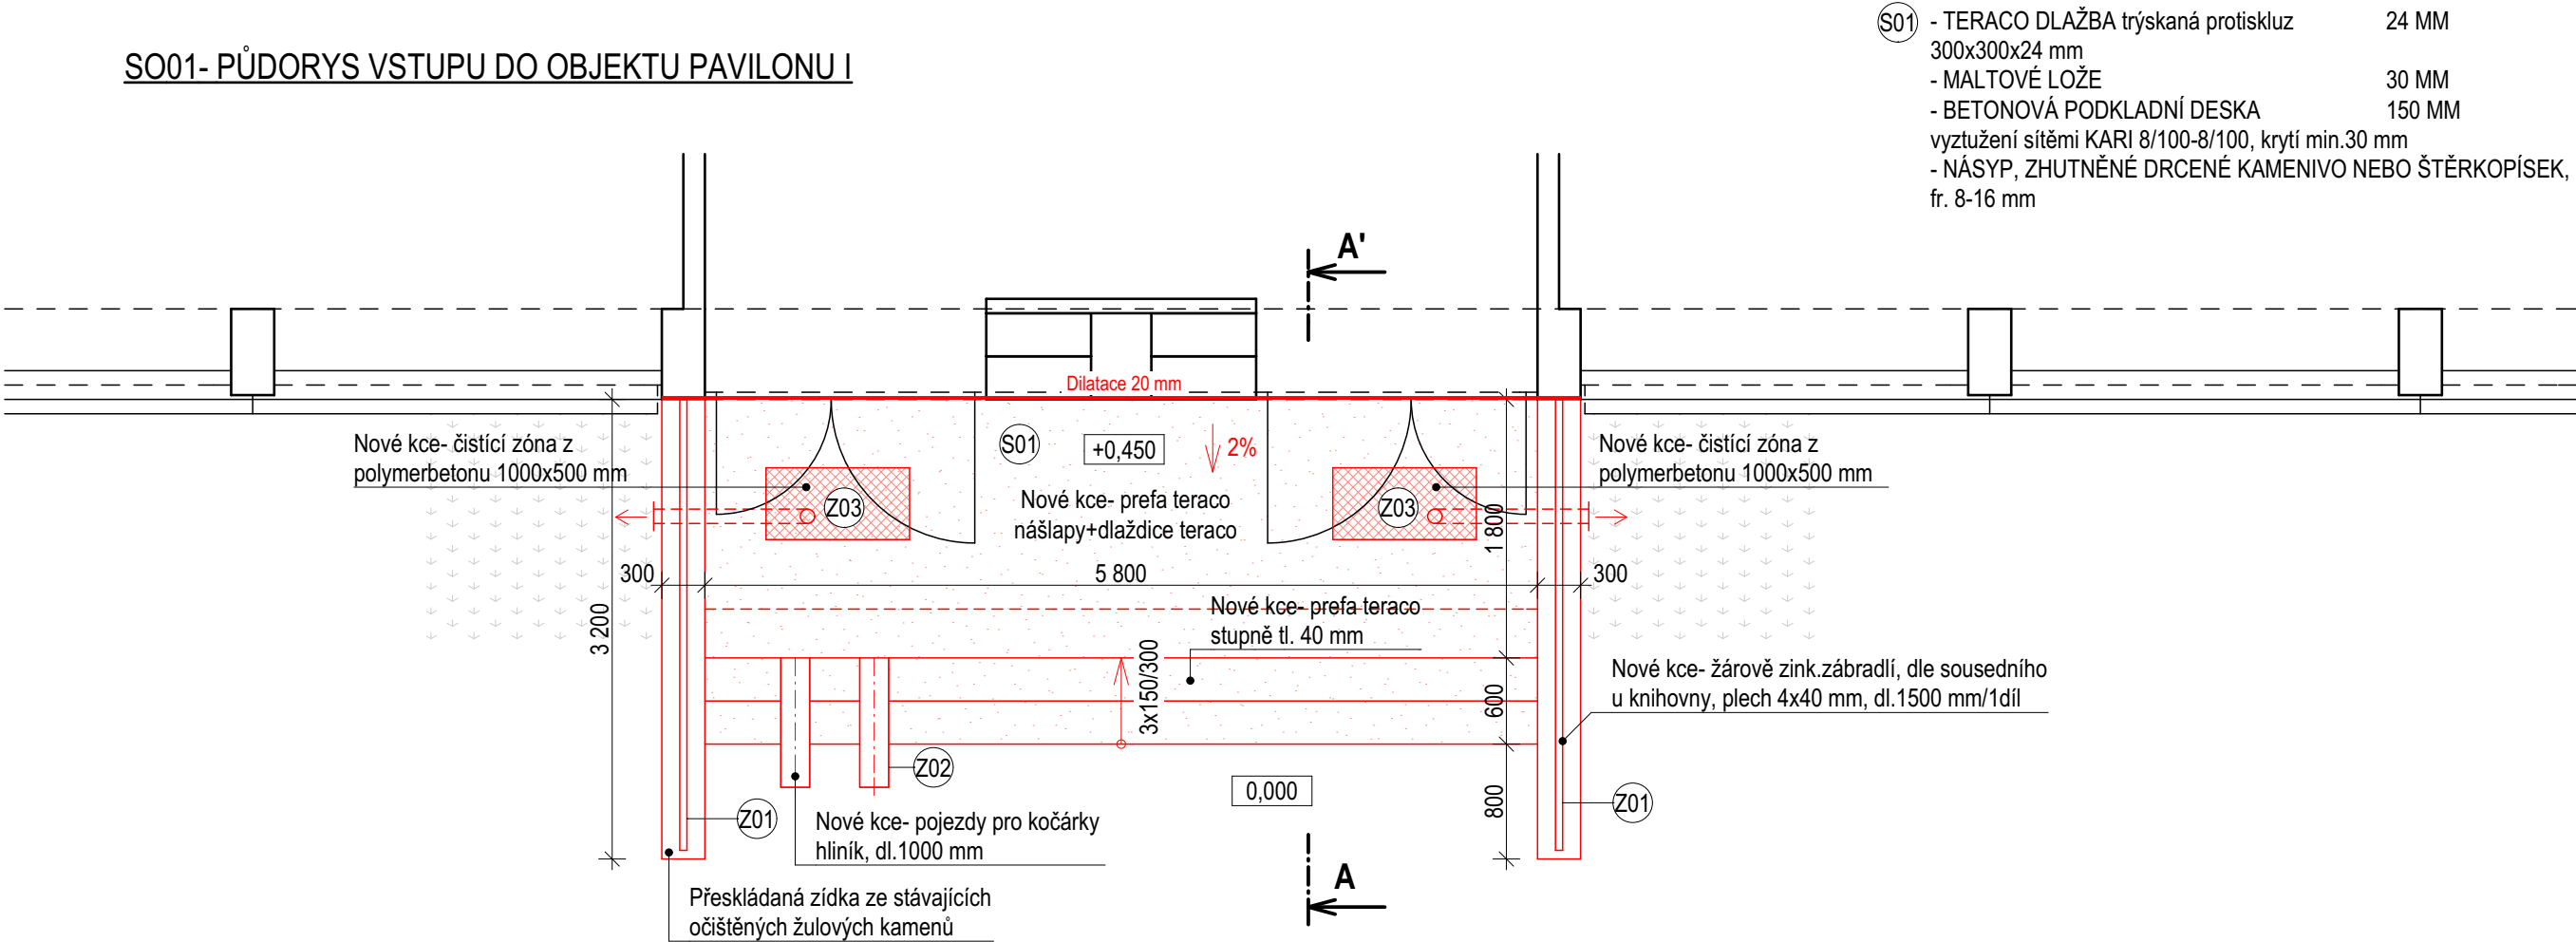 SO01- PŮDORYS VSTUPU DO OBJEKTU PAVILONU I
S01 - TERACO DLAŽBA trýskaná protiskluz 24 MM
300x300x24 mm
- MALTOVÉ LOŽE 30 MM
- BETONOVÁ PODKLADNÍ DESKA 150 MM
vyztužení sítěmi KARI 8/100-8/100, krytí min.30 mm
- NÁSYP, ZHUTNĚNÉ DRCENÉ KAMENIVO NEBO ŠTĚRKOPÍSEK,
fr. 8-16 mm
A'
Dilatace 20 mm
Nové kce- čistící zóna z
polymerbetonu 1000x500 mm
S01
+0,450
2%
Nové kce- čistící zóna z
polymerbetonu 1000x500 mm
Z03
Nové kce- prefa teraco
nášlapy+dlaždice teraco
Z03
1 800
300
5 800
300
3 200
Nové kce- prefa teraco
stupně tl. 40 mm
3x150/300
600
Nové kce- žárově zink.zábradlí, dle sousedního
u knihovny, plech 4x40 mm, dl.1500 mm/1díl
Z02
0,000
800
Z01
Z01
Nové kce- pojezdy pro kočárky
hliník, dl.1000 mm
A
Přeskládaná zídka ze stávajících
očištěných žulových kamenů